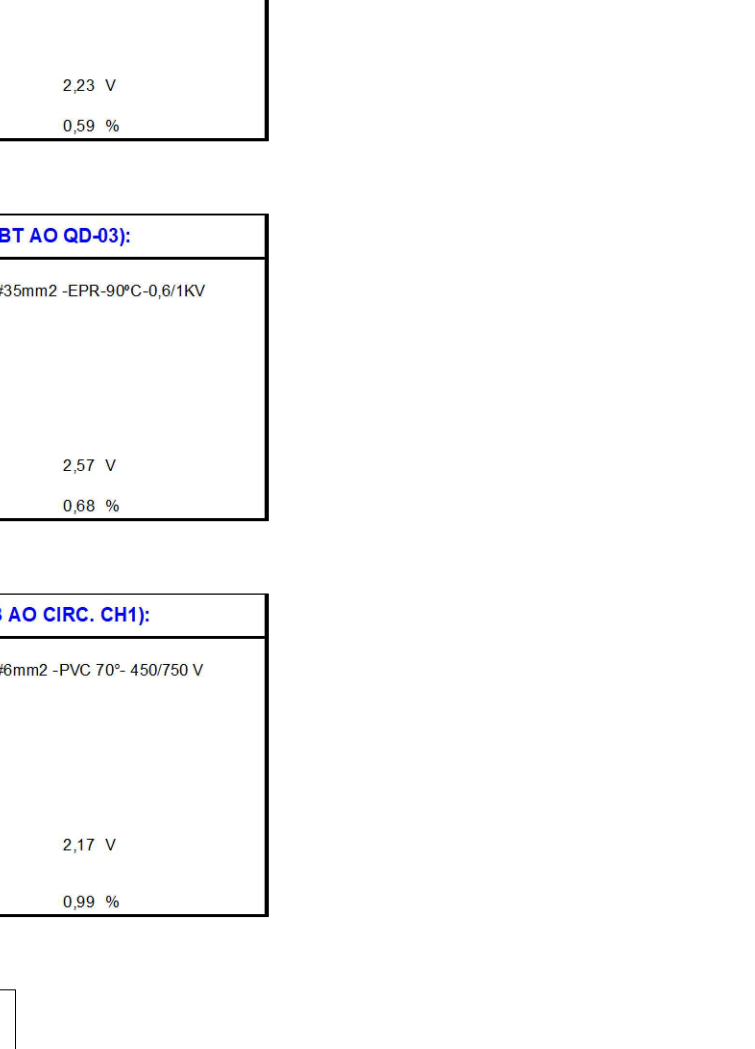 2,23 V
0,59 %
BT AO QD-03):
#35mm2 -EPR-90ºC-0,6/1KV
2,57 V
0,68 %
AO CIRC. CH1):
#6mm2 -PVC 70°- 450/750 V
2,17 V
0,99 %